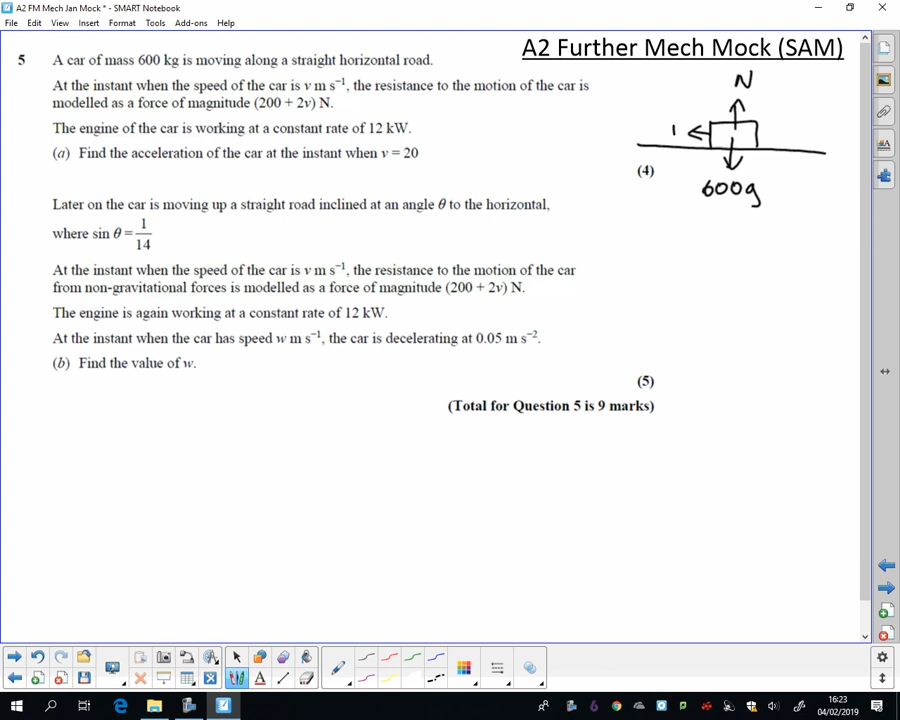 A2 FM Mech Jan Mock * - SMART Notebook
File Edit View Insert Format Tools Add-ons Help
A2 Further Mech Mock (SAM)
5 A car of mass 600 kg is moving along a straight horizontal road.
At the instant when the speed of the car is v m s⁻¹, the resistance to the motion of the car is
modelled as a force of magnitude (200 + 2v) N.
The engine of the car is working at a constant rate of 12 kW.
(a) Find the acceleration of the car at the instant when v = 20
(4)
N
600g
Later on the car is moving up a straight road inclined at an angle θ to the horizontal,
where sin θ = 1/14
At the instant when the speed of the car is v m s⁻¹, the resistance to the motion of the car
from non-gravitational forces is modelled as a force of magnitude (200 + 2v) N.
The engine is again working at a constant rate of 12 kW.
At the instant when the car has speed w m s⁻¹, the car is decelerating at 0.05 m s⁻².
(b) Find the value of w.
(5)
(Total for Question 5 is 9 marks)
16:23
04/02/2019